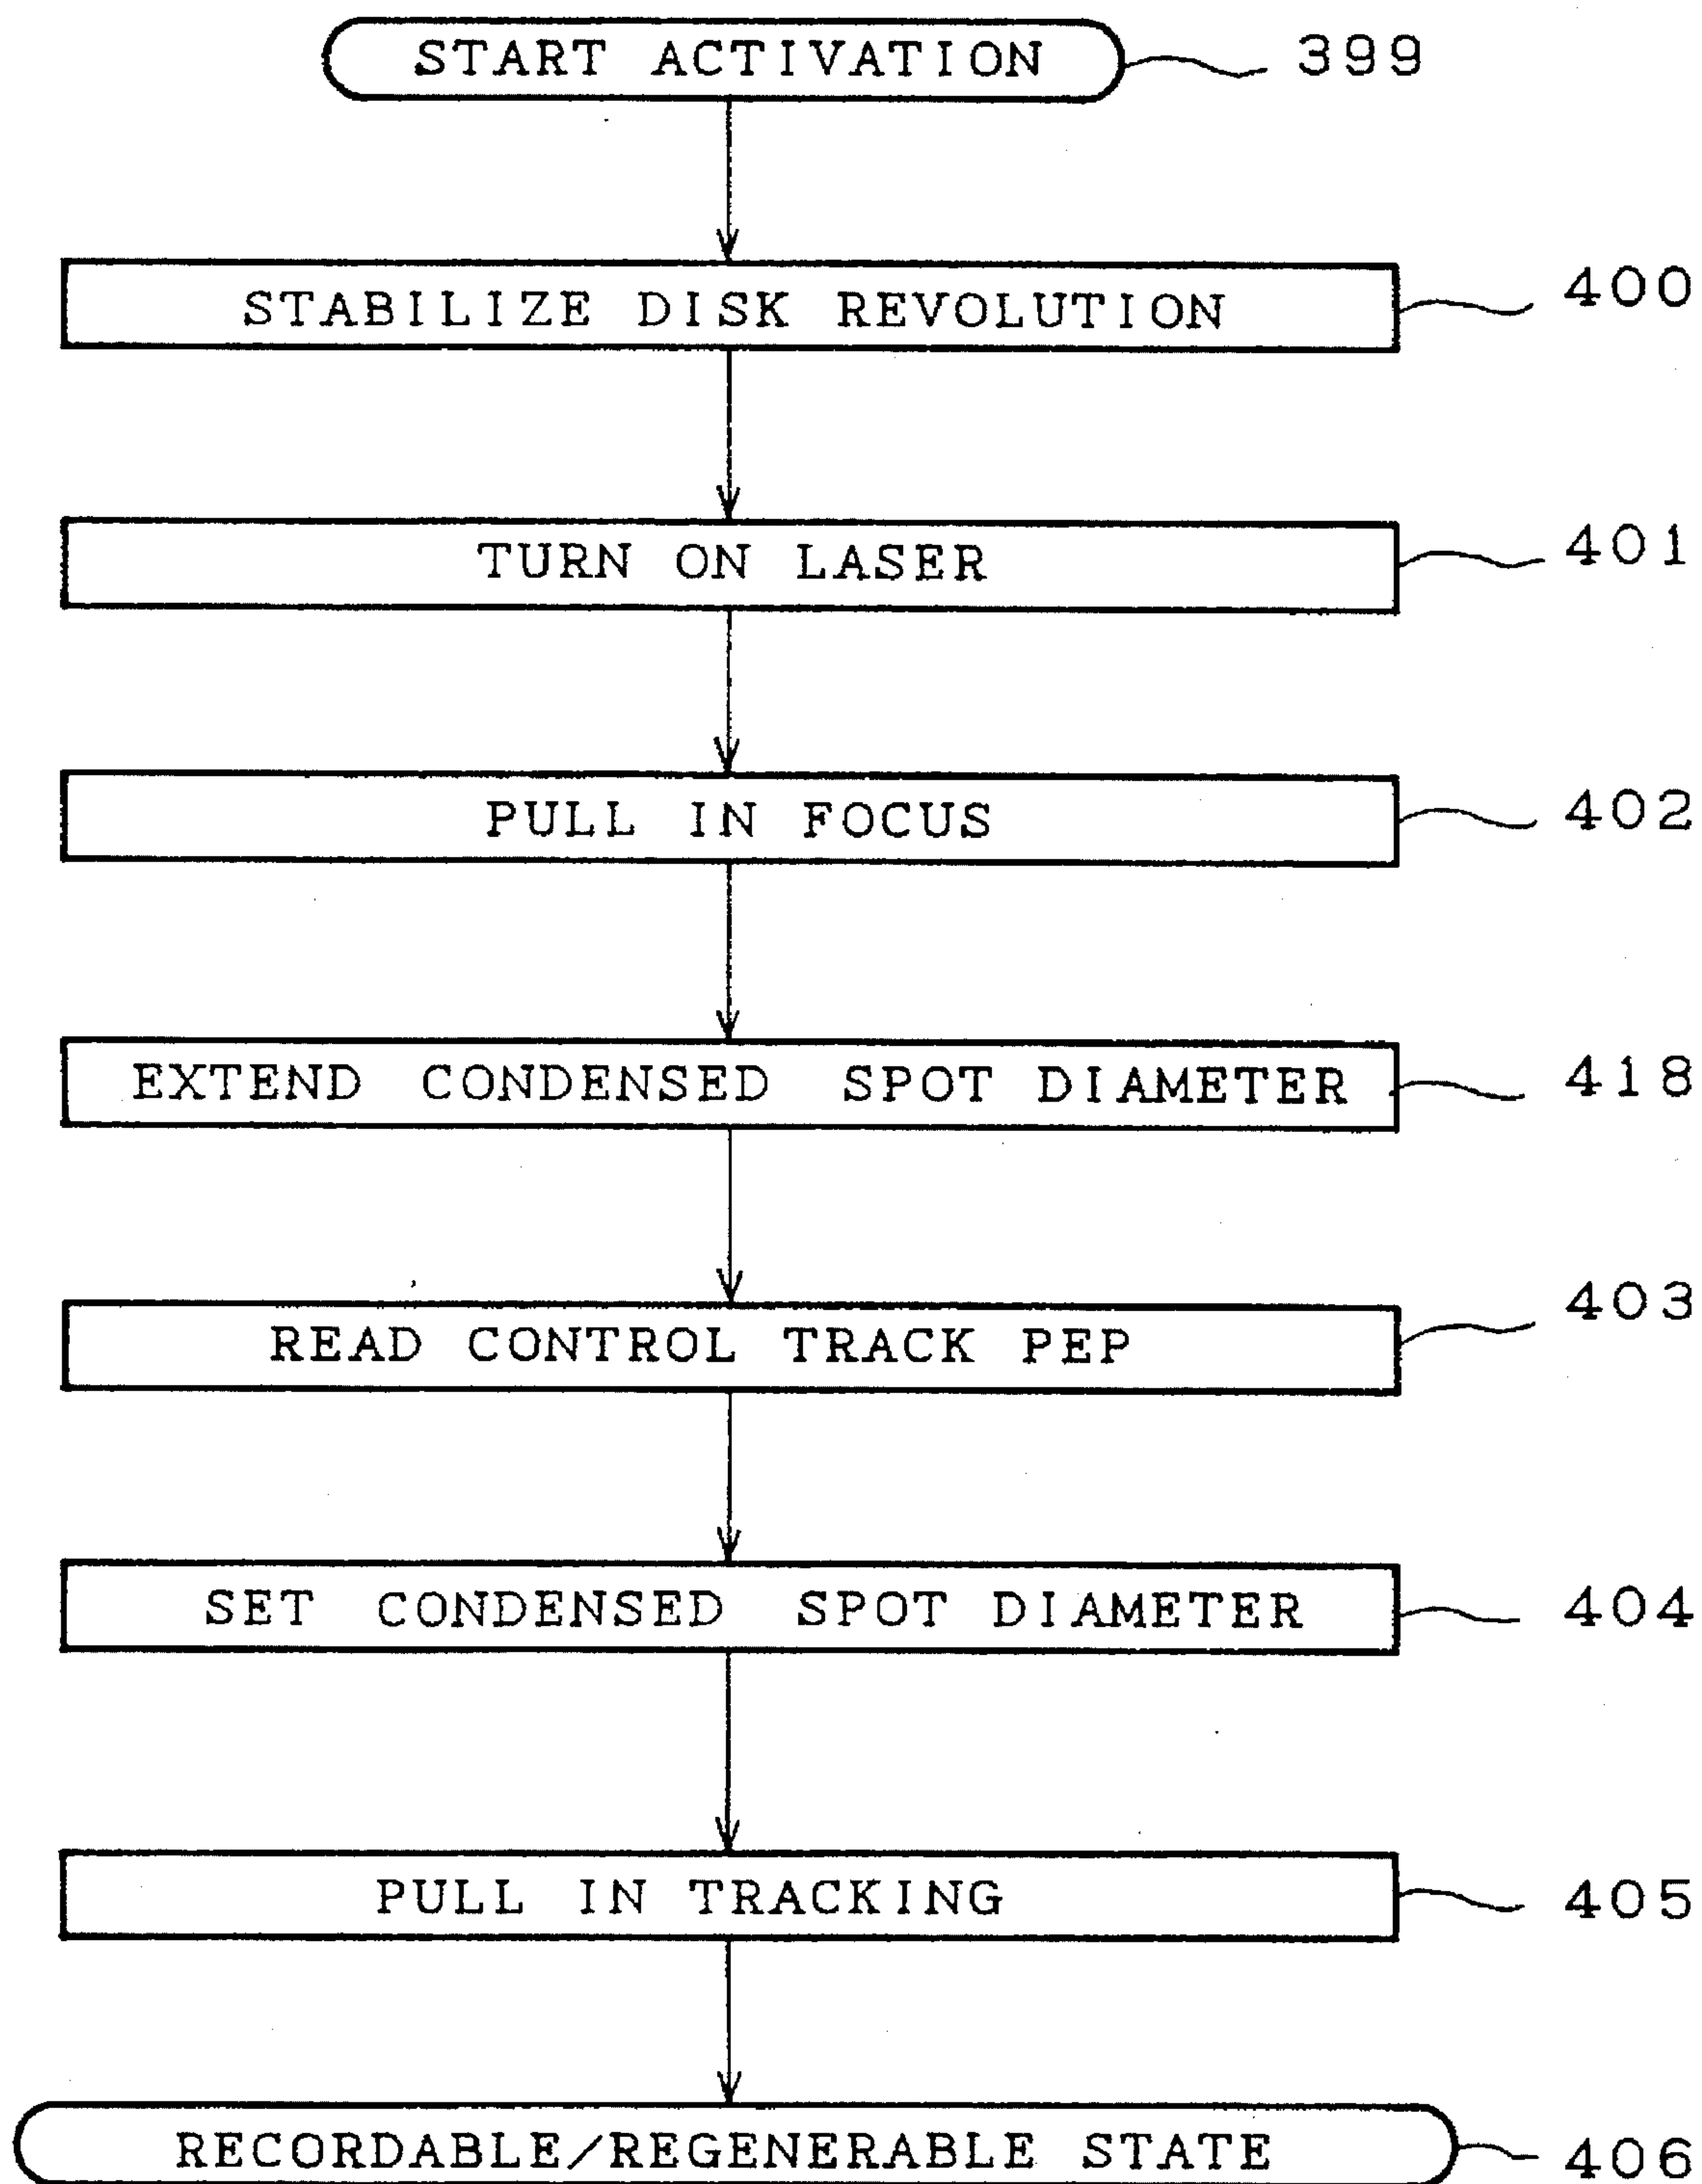 START ACTIVATION 399
STABILIZE DISK REVOLUTION 400
TURN ON LASER 401
PULL IN FOCUS 402
EXTEND CONDENSED SPOT DIAMETER 418
READ CONTROL TRACK PEP 403
SET CONDENSED SPOT DIAMETER 404
PULL IN TRACKING 405
RECORDABLE/REGENERABLE STATE 406